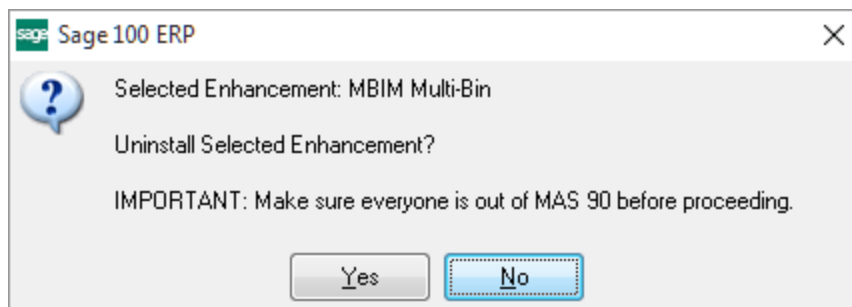 sage Sage 100 ERP
Selected Enhancement: MBIM Multi-Bin
Uninstall Selected Enhancement?
IMPORTANT: Make sure everyone is out of MAS 90 before proceeding.
Yes No